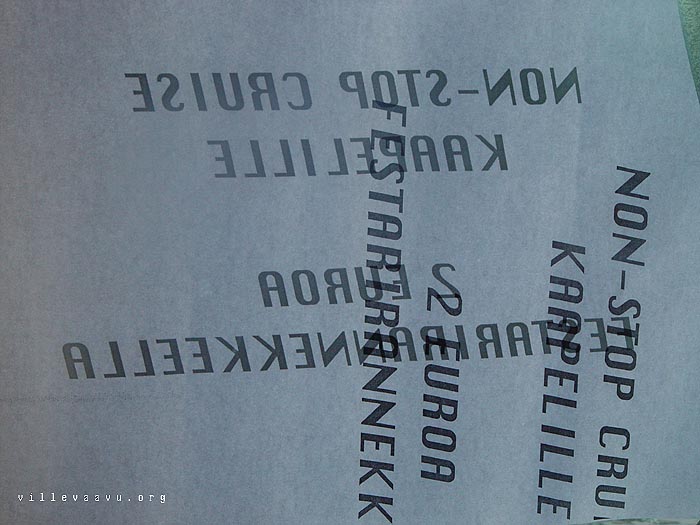 NON-STOP CRUISE
KAAPELILLE
2 EUROA
FESTARIRANNEKKEELLA
NON-STOP CRU
KAAPELILLE
2 EUROA
FESTARIRANNEKK
villevaavu.org